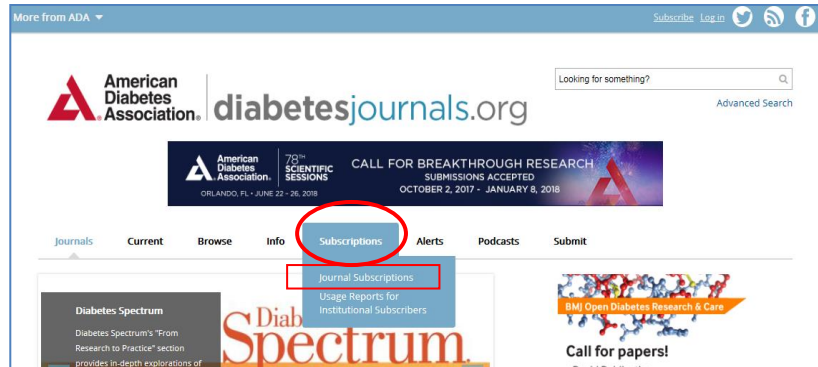 More from ADA
Subscribe Log in
American
Diabetes
Association.
diabetesjournals.org
Looking for something?
Advanced Search
American
Diabetes
Association.
78TH
SCIENTIFIC
SESSIONS
ORLANDO, FL • JUNE 22 - 26, 2018
CALL FOR BREAKTHROUGH RESEARCH
SUBMISSIONS ACCEPTED
OCTOBER 2, 2017 - JANUARY 8, 2018
Journals Current Browse Info Subscriptions Alerts Podcasts Submit
Journal Subscriptions
Usage Reports for
Institutional Subscribers
Diabetes Spectrum
Diabetes Spectrum's "From
Research to Practice" section
provides in-depth explorations of
Diab
Spectrum.
BMJ Open Diabetes Research & Care
Call for papers!